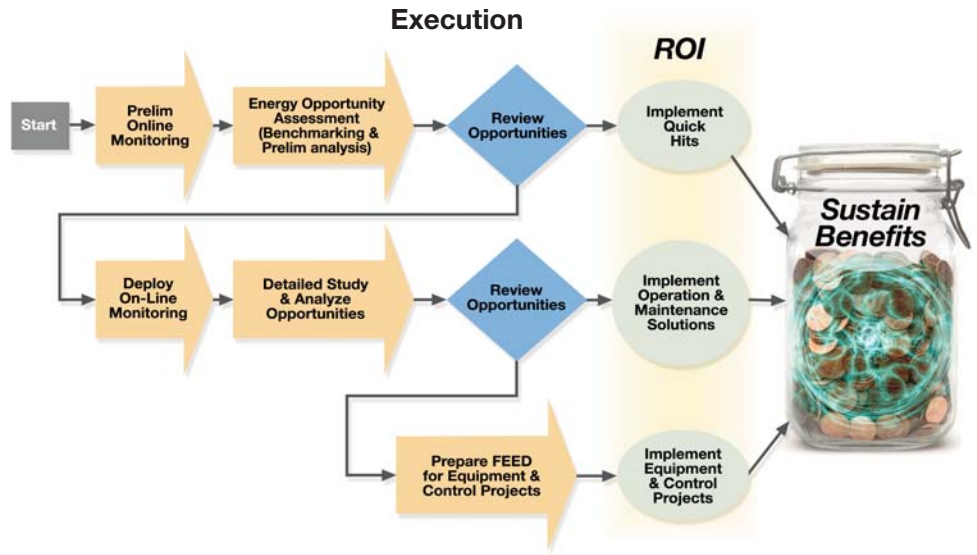 Execution
ROI
Start
Prelim
Online
Monitoring
Energy Opportunity
Assessment
(Benchmarking &
Prelim analysis)
Review
Opportunities
Implement
Quick
Hits
Sustain
Benefits
Deploy
On-Line
Monitoring
Detailed Study
& Analyze
Opportunities
Review
Opportunities
Implement
Operation &
Maintenance
Solutions
Prepare FEED
for Equipment &
Control Projects
Implement
Equipment
& Control
Projects